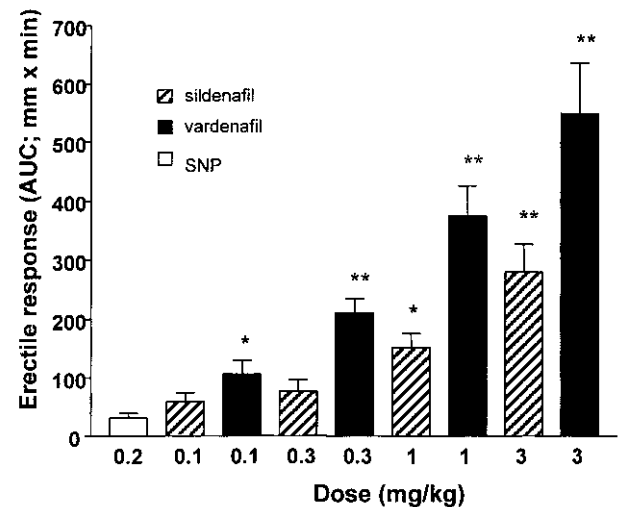 Erectile response (AUC; mm x min)
700
600
500
400
300
200
100
0
sildenafil
vardenafil
SNP
*
**
*
**
**
**
0.2 0.1 0.1 0.3 0.3 1 1 3 3
Dose (mg/kg)